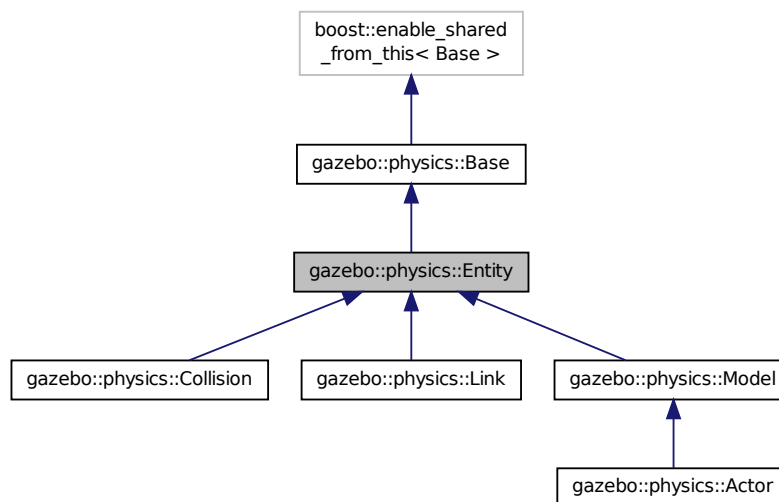 boost::enable_shared
_from_this< Base >
gazebo::physics::Base
gazebo::physics::Entity
gazebo::physics::Collision
gazebo::physics::Link
gazebo::physics::Model
gazebo::physics::Actor